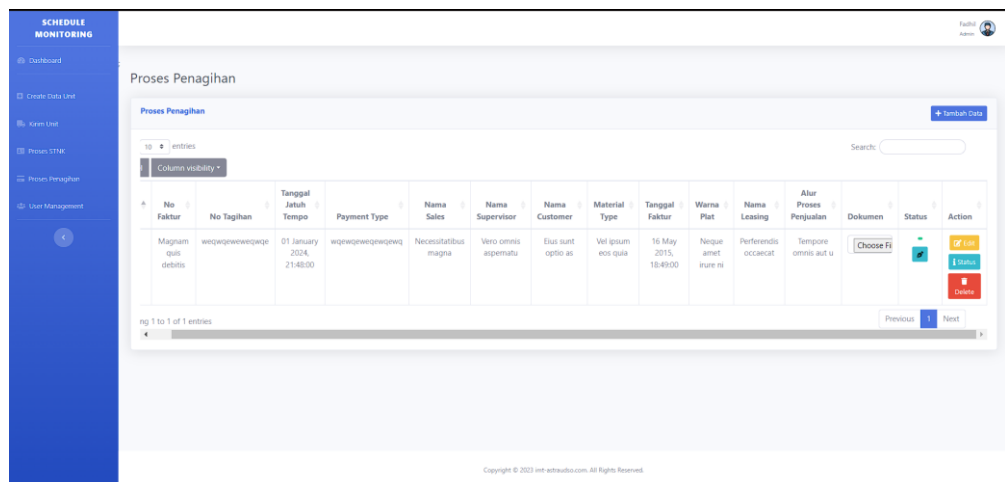 SCHEDULE
MONITORING
Fadhil
Admin
Dashboard
Create Data Unit
Kirim Unit
Proses STNK
Proses Penagihan
User Management
Proses Penagihan
Proses Penagihan
+ Tambah Data
10 entries
Search:
Column visibility
No Faktur
No Tagihan
Tanggal Jatuh Tempo
Payment Type
Nama Sales
Nama Supervisor
Nama Customer
Material Type
Tanggal Faktur
Warna Plat
Nama Leasing
Alur Proses Penjualan
Dokumen
Status
Action
Magnam quis debitis
weqwqeweweqwqe
01 January 2024, 21:48:00
wqewqeweqewqewq
Necessitatibus magna
Vero omnis aspernatu
Eius sunt optio as
Vel ipsum eos quia
16 May 2015, 18:49:00
Neque amet irure ni
Perferendis occaecat
Tempore omnis aut u
Choose Fi
Edit
Status
Delete
ng 1 to 1 of 1 entries
Previous 1 Next
Copyright © 2023 imt-astraudso.com. All Rights Reserved.